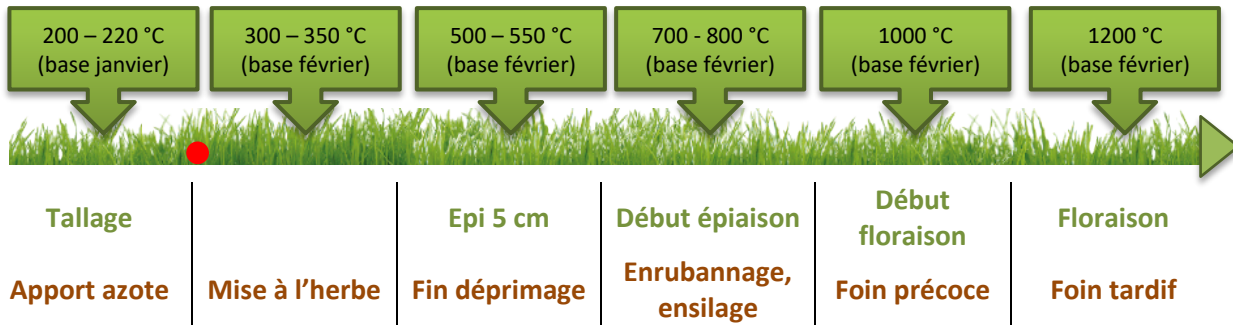 200 – 220 °C
(base janvier)
300 – 350 °C
(base février)
500 – 550 °C
(base février)
700 - 800 °C
(base février)
1000 °C
(base février)
1200 °C
(base février)
Tallage
Epi 5 cm
Début épiaison
Début
floraison
Floraison
Apport azote
Mise à l’herbe
Fin déprimage
Enrubannage,
ensilage
Foin précoce
Foin tardif